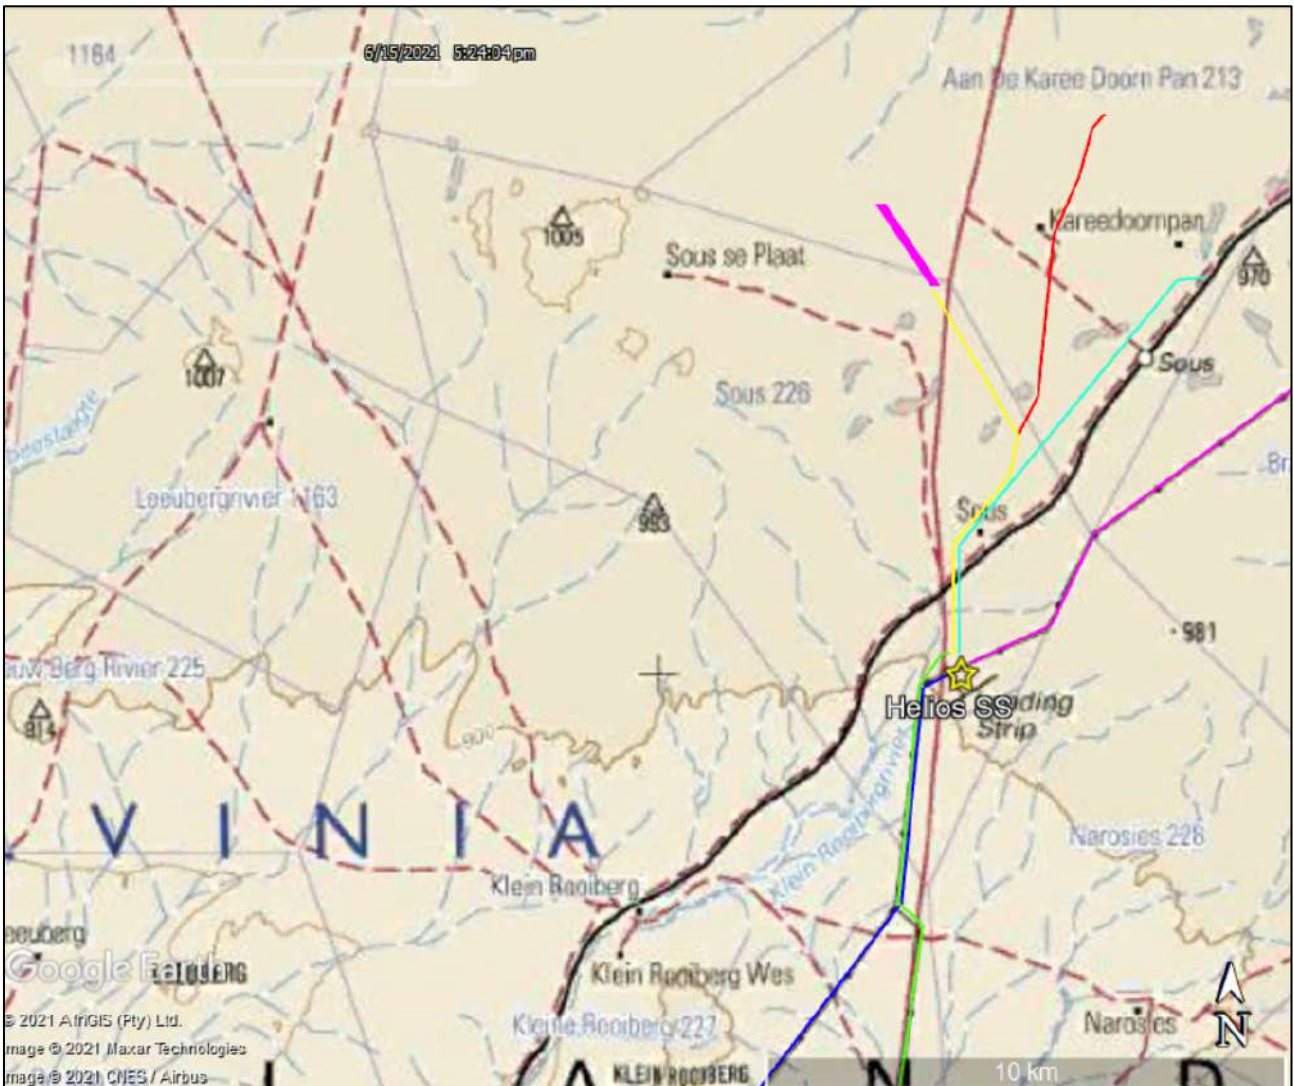 1164
6/15/2021 5:24:04 pm
Aan De Karee Doorn Pan 213
1005
Kareedoornpan
Sous se Plaat
970
1007
Sous
Sous 226
Leeubergrivier 1163
993
Sous
981
Berg Rivier 225
Helios SS
Strip
914
900
Klein Rooibergrivier
V I N I A
Narosies 228
Klein Rooiberg
Google Earth
Klein Rooiberg Wes
© 2021 AfriGIS (Pty) Ltd.
Kleine Rooiberg 227
Narosies
N
Image © 2021 Maxar Technologies
Image © 2021 CNES / Airbus
KLEIN ROOIBERG
10 km
A N D